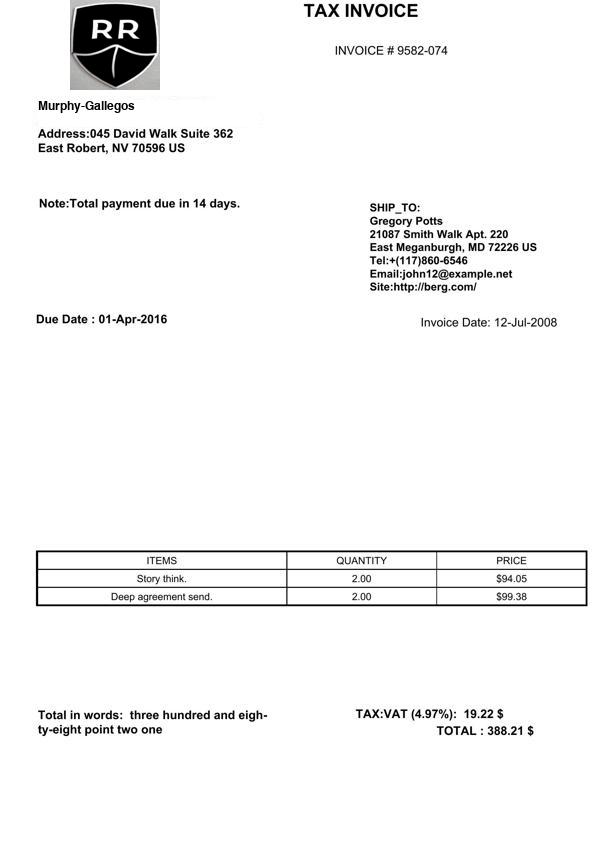 RR
TAX INVOICE
INVOICE # 9582-074
Murphy-Gallegos
Address:045 David Walk Suite 362
East Robert, NV 70596 US
Note:Total payment due in 14 days.
SHIP_TO:
Gregory Potts
21087 Smith Walk Apt. 220
East Meganburgh, MD 72226 US
Tel:+(117)860-6546
Email:john12@example.net
Site:http://berg.com/
Due Date : 01-Apr-2016
Invoice Date: 12-Jul-2008
ITEMS QUANTITY PRICE
Story think. 2.00 $94.05
Deep agreement send. 2.00 $99.38
Total in words: three hundred and eigh-
ty-eight point two one
TAX:VAT (4.97%): 19.22 $
TOTAL : 388.21 $